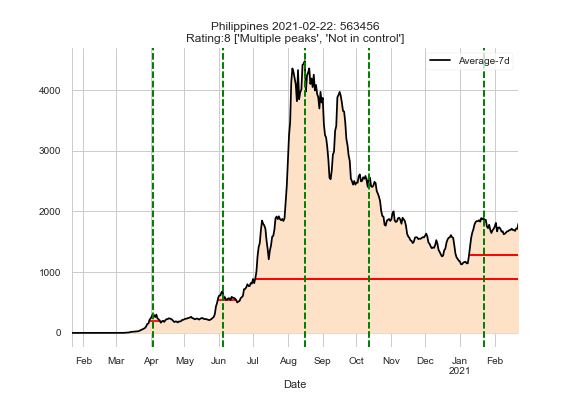 Philippines 2021-02-22: 563456
Rating:8 ['Multiple peaks', 'Not in control']
Average-7d
4000
3000
2000
1000
0
Feb Mar Apr May Jun Jul Aug Sep Oct Nov Dec Jan Feb
2021
Date